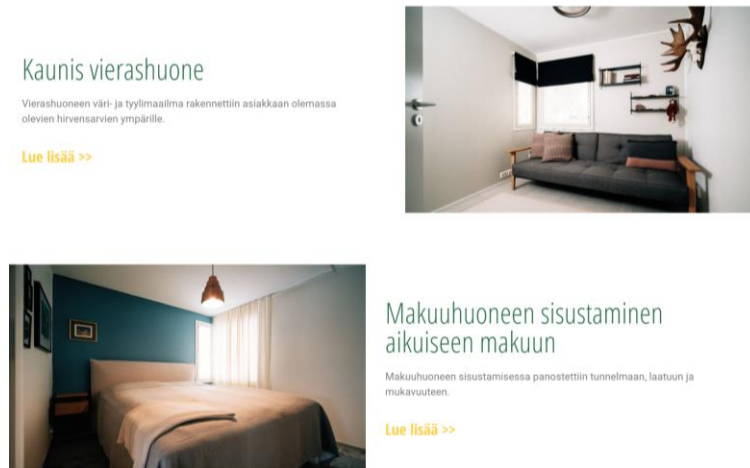 Kaunis vierashuone
Vierashuoneen väri- ja tyylimaailma rakennettiin asiakkaan olemassa
olevien hirvensarvien ympärille.
Lue lisää >>
Makuuhuoneen sisustaminen
aikuiseen makuun
Makuuhuoneen sisustamisessa panostettiin tunnelmaan, laatuun ja
mukavuuteen.
Lue lisää >>